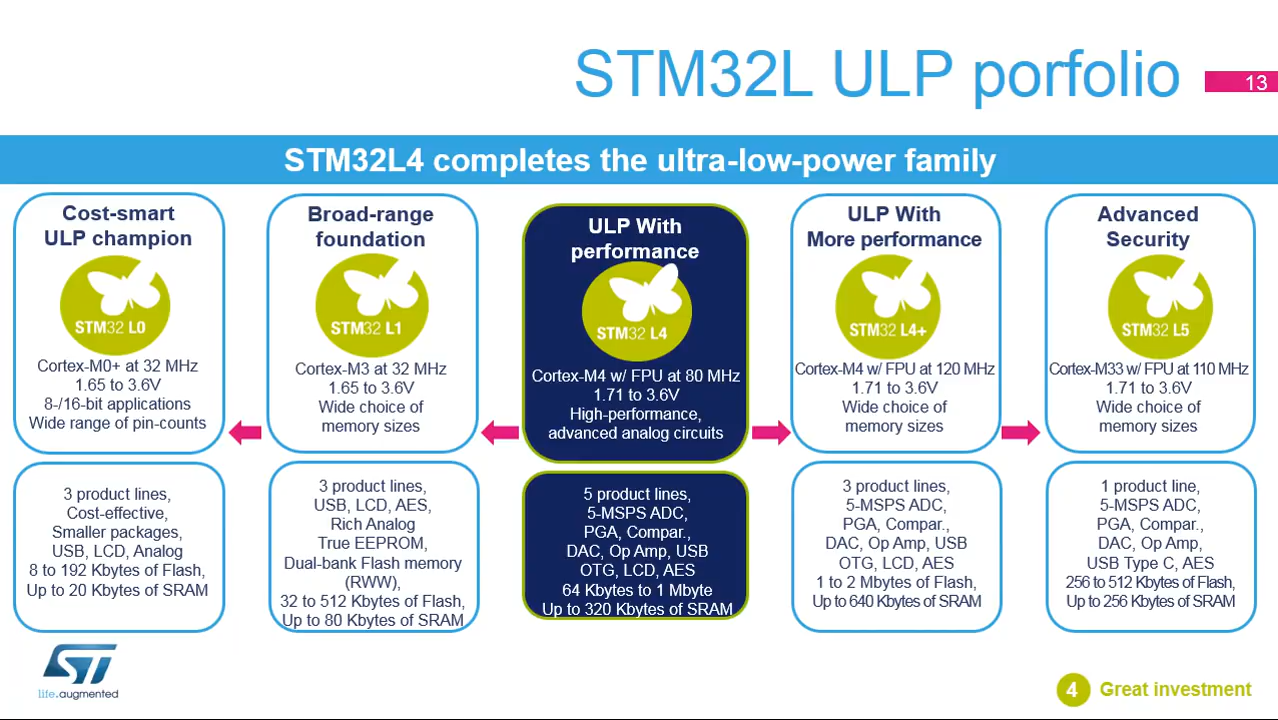 STM32L ULP porfolio
13
STM32L4 completes the ultra-low-power family
Cost-smart
ULP champion
STM32 L0
Cortex-M0+ at 32 MHz
1.65 to 3.6V
8-/16-bit applications
Wide range of pin-counts
3 product lines,
Cost-effective,
Smaller packages,
USB, LCD, Analog
8 to 192 Kbytes of Flash,
Up to 20 Kbytes of SRAM
Broad-range
foundation
STM32 L1
Cortex-M3 at 32 MHz
1.65 to 3.6V
Wide choice of
memory sizes
3 product lines,
USB, LCD, AES,
Rich Analog
True EEPROM,
Dual-bank Flash memory
(RWW),
32 to 512 Kbytes of Flash,
Up to 80 Kbytes of SRAM
ULP With
performance
STM32 L4
Cortex-M4 w/ FPU at 80 MHz
1.71 to 3.6V
High-performance,
advanced analog circuits
5 product lines,
5-MSPS ADC,
PGA, Compar.,
DAC, Op Amp, USB
OTG, LCD, AES
64 Kbytes to 1 Mbyte
Up to 320 Kbytes of SRAM
ULP With
More performance
STM32 L4+
Cortex-M4 w/ FPU at 120 MHz
1.71 to 3.6V
Wide choice of
memory sizes
3 product lines,
5-MSPS ADC,
PGA, Compar.,
DAC, Op Amp, USB
OTG, LCD, AES
1 to 2 Mbytes of Flash,
Up to 640 Kbytes of SRAM
Advanced
Security
STM32 L5
Cortex-M33 w/ FPU at 110 MHz
1.71 to 3.6V
Wide choice of
memory sizes
1 product line,
5-MSPS ADC,
PGA, Compar.,
DAC, Op Amp,
USB Type C, AES
256 to 512 Kbytes of Flash,
Up to 256 Kbytes of SRAM
ST
life.augmented
4 Great investment